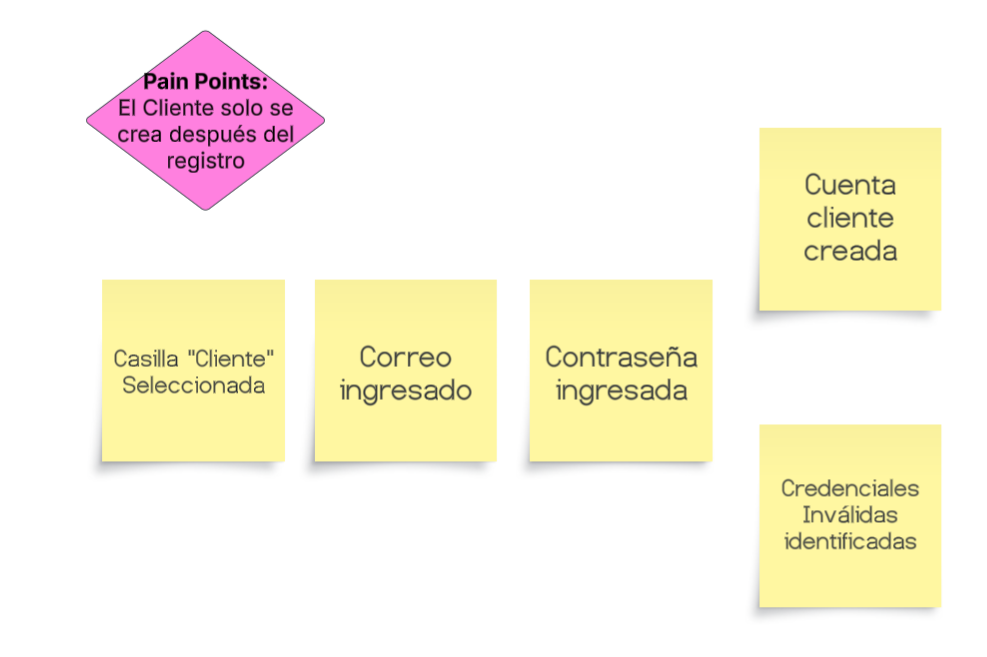 Pain Points:
El Cliente solo se
crea después del
registro
Cuenta
cliente
creada
Casilla "Cliente"
Seleccionada
Correo
ingresado
Contraseña
ingresada
Credenciales
Inválidas
identificadas